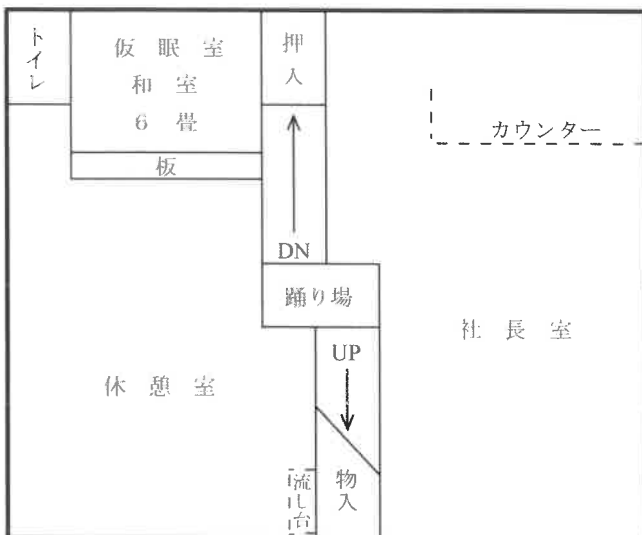 トイレ
仮眠室
和室
6畳
押入
板
カウンター
DN
踊り場
社長室
UP
休憩室
流し台
物入